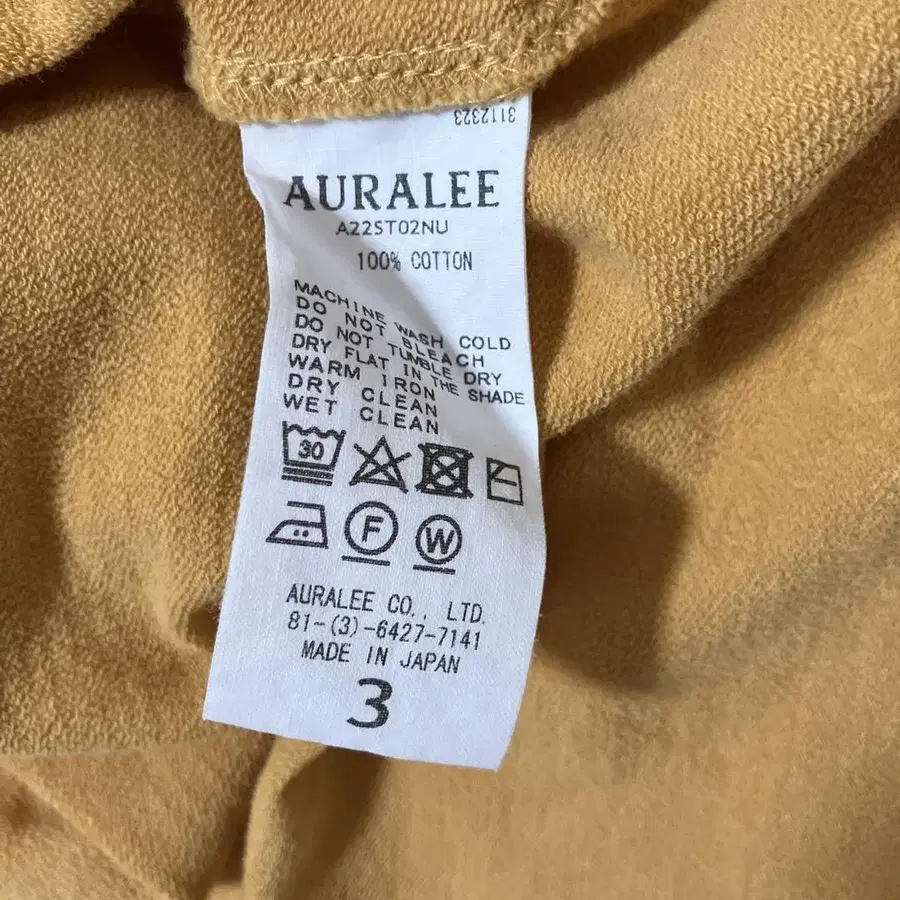 3112323
AURALEE
A22ST02NU
100% COTTON
MACHINE WASH COLD
DO NOT BLEACH
DO NOT TUMBLE DRY
DRY FLAT IN THE SHADE
WARM IRON
DRY CLEAN
WET CLEAN
30
F W
AURALEE CO., LTD.
81-(3)-6427-7141
MADE IN JAPAN
3